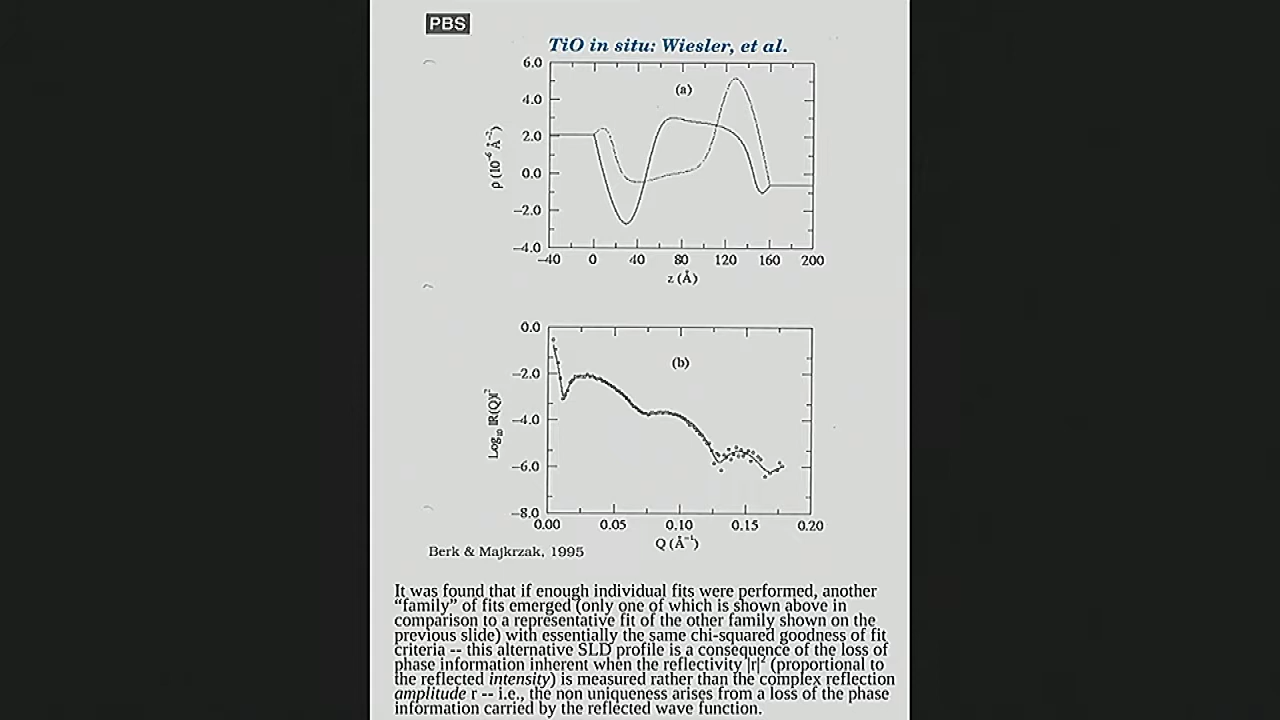 PBS
TiO in situ: Wiesler, et al.
6.0
(a)
4.0
2.0
0.0
−2.0
−4.0
ρ (10⁻⁶ Å⁻²)
−40 0 40 80 120 160 200
z (Å)
0.0
(b)
−2.0
−4.0
−6.0
−8.0
Log₁₀ |R(Q)|²
0.00 0.05 0.10 0.15 0.20
Q (Å⁻¹)
Berk & Majkrzak, 1995
It was found that if enough individual fits were performed, another
“family” of fits emerged (only one of which is shown above in
comparison to a representative fit of the other family shown on the
previous slide) with essentially the same chi-squared goodness of fit
criteria -- this alternative SLD profile is a consequence of the loss of
phase information inherent when the reflectivity |r|² (proportional to
the reflected intensity) is measured rather than the complex reflection
amplitude r -- i.e., the non uniqueness arises from a loss of the phase
information carried by the reflected wave function.